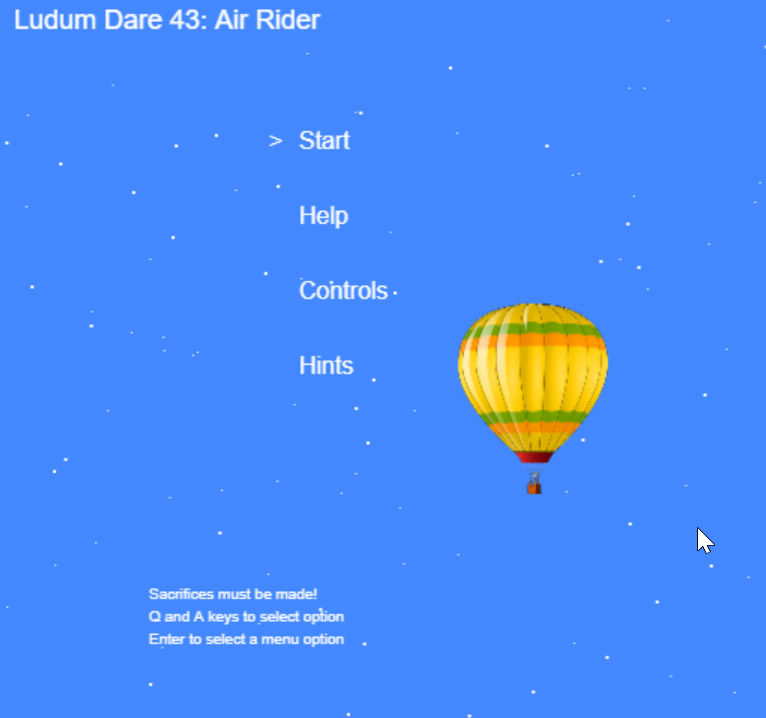 Ludum Dare 43: Air Rider
> Start
Help
Controls
Hints
Sacrifices must be made!
Q and A keys to select option
Enter to select a menu option